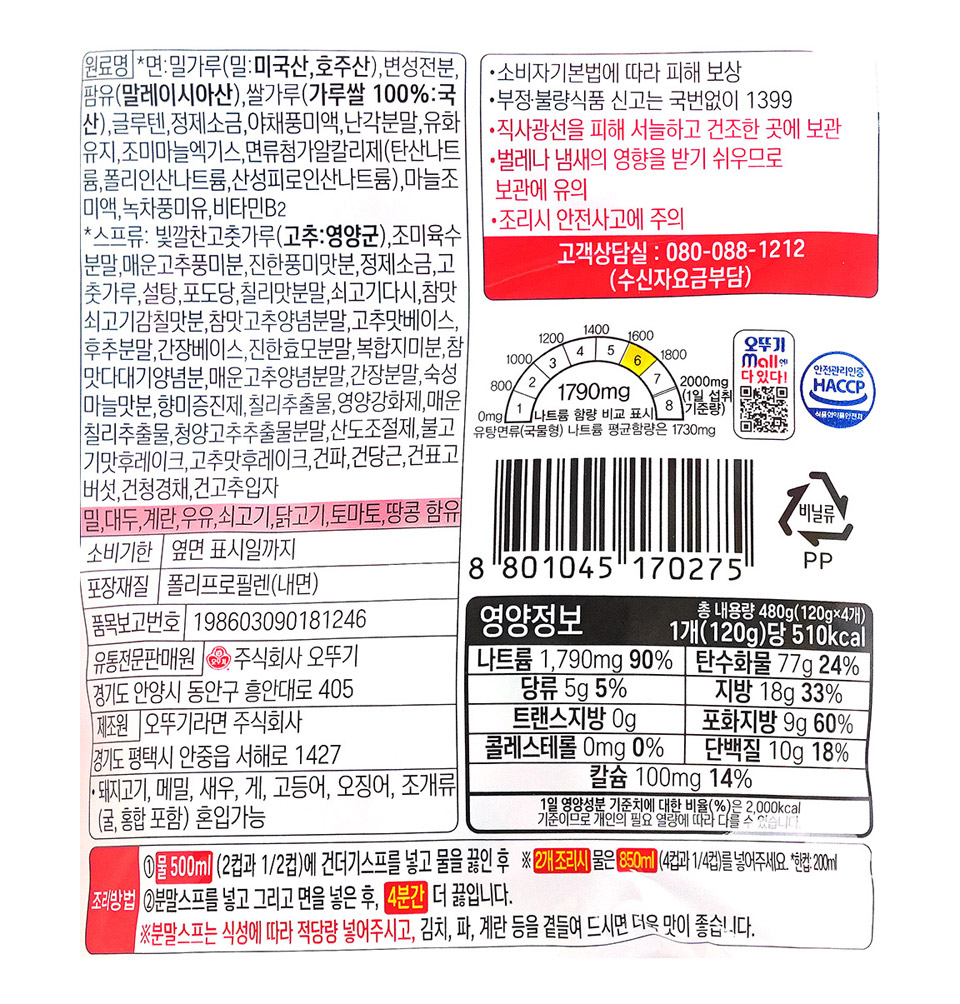 원료명 *면:밀가루(밀:미국산,호주산),변성전분,
팜유(말레이시아산),쌀가루(가루쌀 100%:국
산),글루텐,정제소금,야채풍미액,난각분말,유화
유지,조미마늘엑기스,면류첨가알칼리제(탄산나트
륨,폴리인산나트륨,산성피로인산나트륨),마늘조
미액,녹차풍미유,비타민B2
*스프류: 빛깔찬고춧가루(고추:영양군),조미육수
분말,매운고추풍미분,진한풍미맛분,정제소금,고
춧가루,설탕,포도당,칠리맛분말,쇠고기다시,참맛
쇠고기감칠맛분,참맛고추양념분말,고추맛베이스,
후추분말,간장베이스,진한효모분말,복합지미분,참
맛다대기양념분,매운고추양념분말,간장분말,숙성
마늘맛분,향미증진제,칠리추출물,영양강화제,매운
칠리추출물,청양고추추출물분말,산도조절제,불고
기맛후레이크,고추맛후레이크,건파,건당근,건표고
버섯,건청경채,건고추입자
밀,대두,계란,우유,쇠고기,닭고기,토마토,땅콩 함유
소비기한 옆면 표시일까지
포장재질 폴리프로필렌(내면)
품목보고번호 198603090181246
유통전문판매원 주식회사 오뚜기
경기도 안양시 동안구 흥안대로 405
제조원 오뚜기라면 주식회사
경기도 평택시 안중읍 서해로 1427
•돼지고기, 메밀, 새우, 게, 고등어, 오징어, 조개류
(굴, 홍합 포함) 혼입가능
•소비자기본법에 따라 피해 보상
•부정·불량식품 신고는 국번없이 1399
•직사광선을 피해 서늘하고 건조한 곳에 보관
•벌레나 냄새의 영향을 받기 쉬우므로
보관에 유의
•조리시 안전사고에 주의
고객상담실 : 080-088-1212
(수신자요금부담)
0mg 800 1000 1200 1400 1600 1800 2000mg
(1일 섭취
기준량)
1 2 3 4 5 6 7 8
1790mg
나트륨 함량 비교 표시
유탕면류(국물형) 나트륨 평균함량은 1730mg
오뚜기
mall에
다 있다!
안전관리인증
HACCP
식품의약품안전처
8 801045 170275
비닐류
PP
영양정보
총 내용량 480g(120g×4개)
1개(120g)당 510kcal
나트륨 1,790mg 90% 탄수화물 77g 24%
당류 5g 5% 지방 18g 33%
트랜스지방 0g 포화지방 9g 60%
콜레스테롤 0mg 0% 단백질 10g 18%
칼슘 100mg 14%
1일 영양성분 기준치에 대한 비율(%)은 2,000kcal
기준이므로 개인의 필요 열량에 따라 다를 수 있습니다.
조리방법
①물 500ml (2컵과 1/2컵)에 건더기스프를 넣고 물을 끓인 후 ※2개 조리시 물은 850ml (4컵과 1/4컵)를 넣어주세요. *한컵: 200ml
②분말스프를 넣고 그리고 면을 넣은 후, 4분간 더 끓입니다.
※분말스프는 식성에 따라 적당량 넣어주시고, 김치, 파, 계란 등을 곁들여 드시면 더욱 맛이 좋습니다.